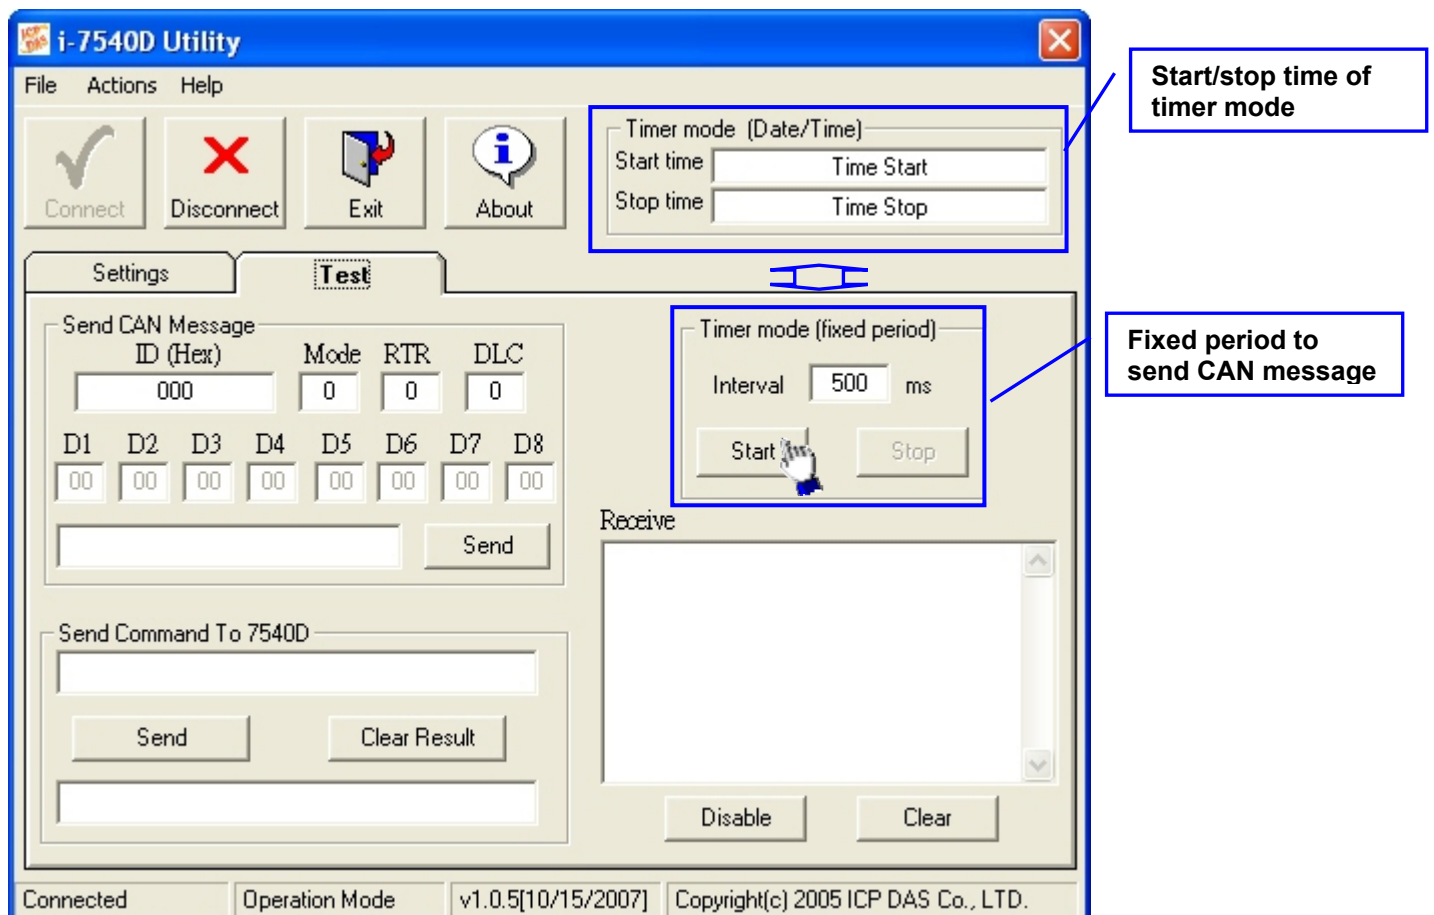 ICP DAS
i-7540D Utility
File Actions Help
Connect Disconnect Exit About
Timer mode (Date/Time)
Start time Time Start
Stop time Time Stop
Start/stop time of
timer mode
Settings Test
Send CAN Message
ID (Hex) Mode RTR DLC
000 0 0 0
D1 D2 D3 D4 D5 D6 D7 D8
00 00 00 00 00 00 00 00
Send
Timer mode (fixed period)
Interval 500 ms
Start Stop
Fixed period to
send CAN message
Receive
Send Command To 7540D
Send Clear Result
Disable Clear
Connected Operation Mode v1.0.5[10/15/2007] Copyright(c) 2005 ICP DAS Co., LTD.